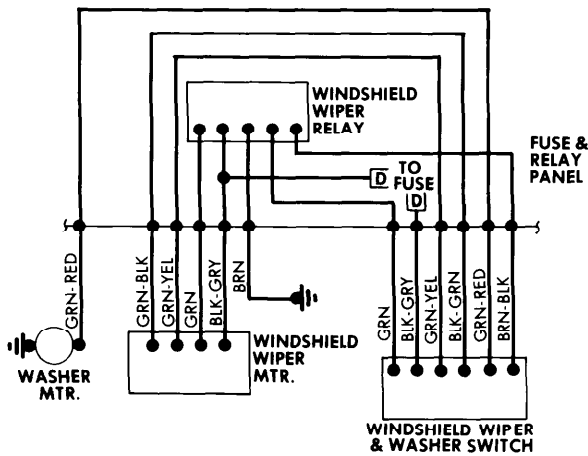 WINDSHIELD
WIPER
RELAY
FUSE &
RELAY
PANEL
D
TO
FUSE
D
GRN-RED
GRN-BLK
GRN-YEL
GRN
BLK-GRY
BRN
GRN
BLK-GRY
GRN-YEL
BLK-GRN
GRN-RED
BRN-BLK
WASHER
MTR.
WINDSHIELD
WIPER
MTR.
WINDSHIELD WIPER
& WASHER SWITCH